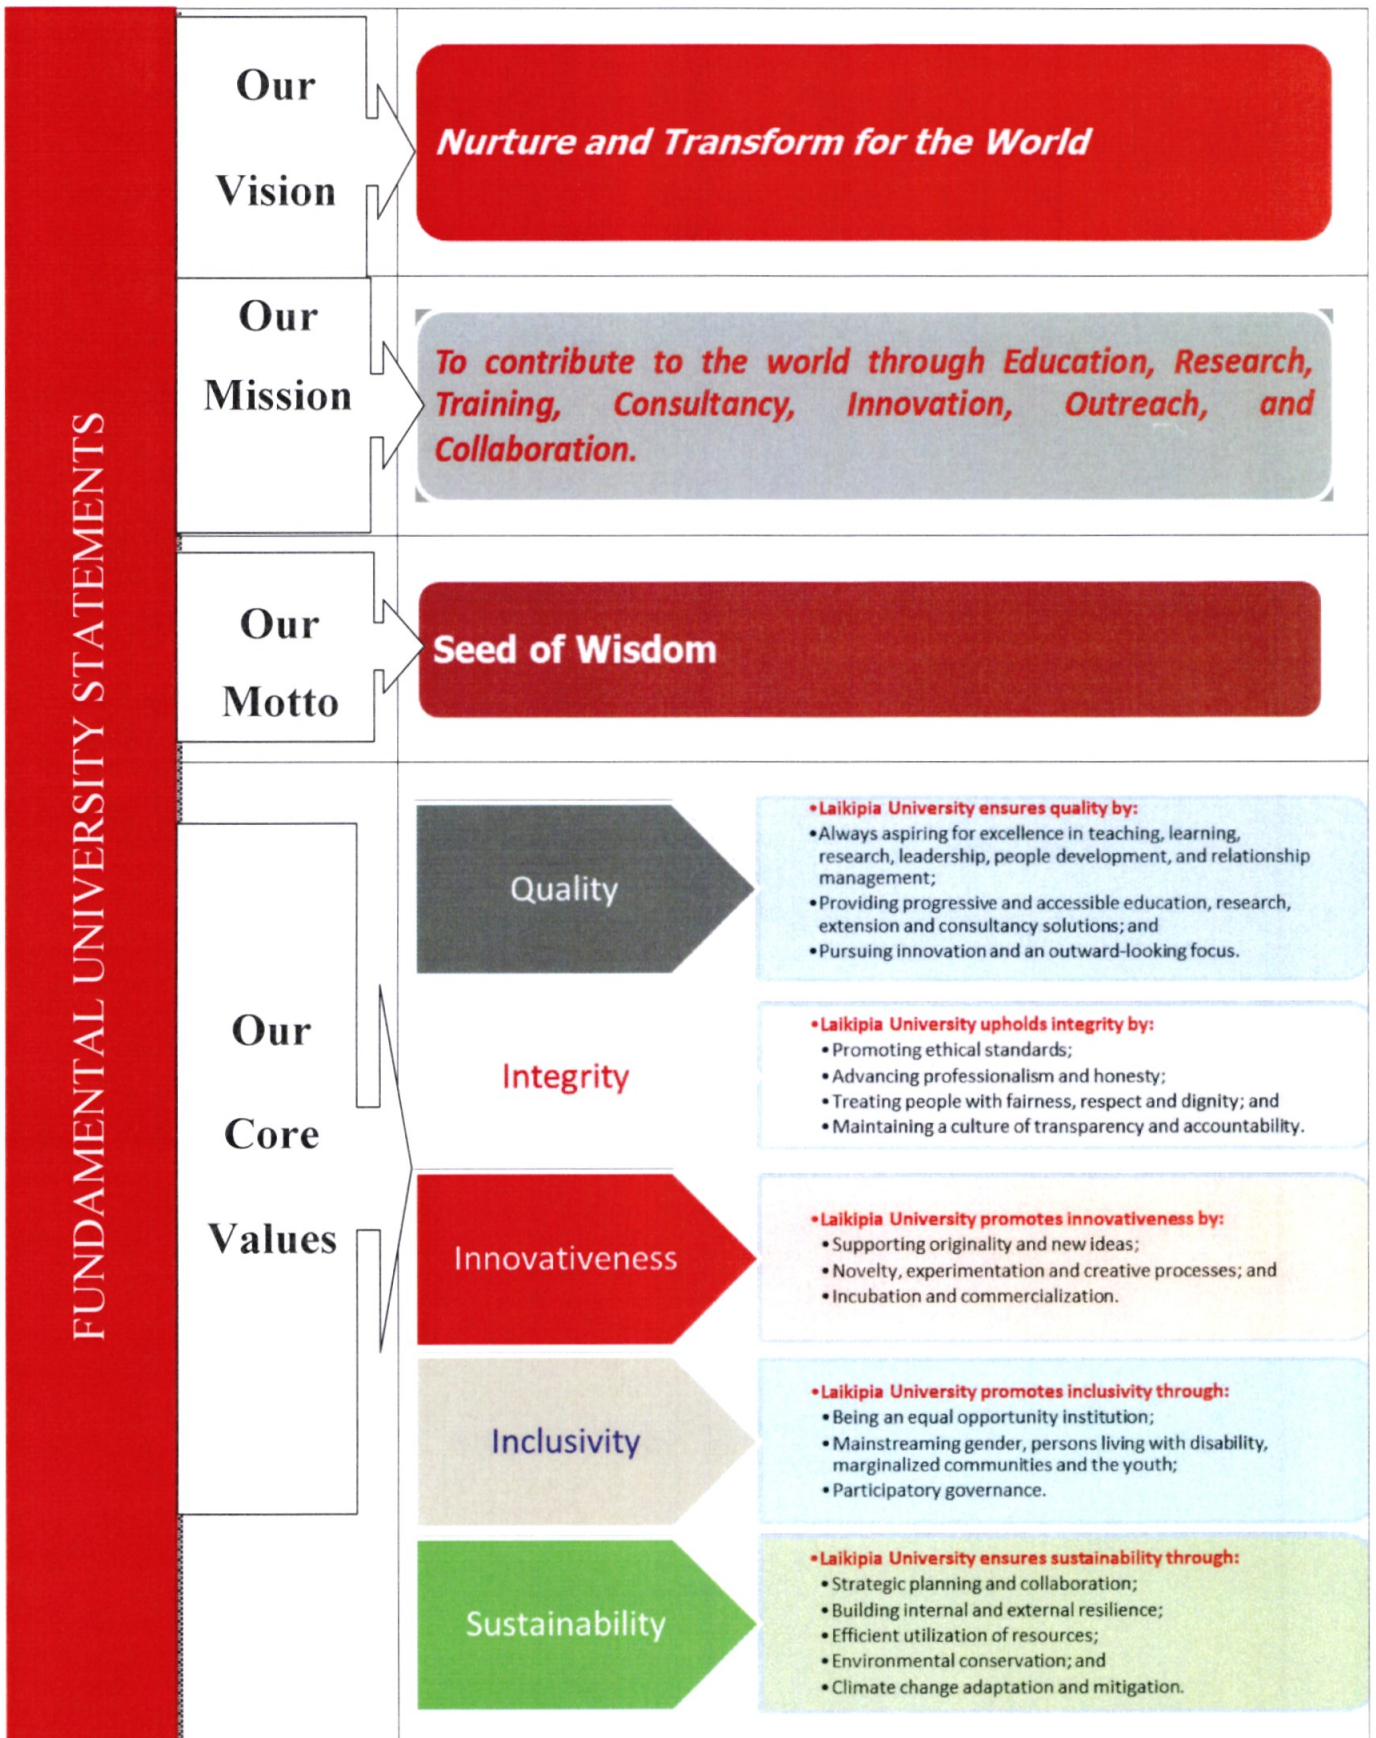 FUNDAMENTAL UNIVERSITY STATEMENTS
Our
Vision
Nurture and Transform for the World
Our
Mission
To contribute to the world through Education, Research,
Training, Consultancy, Innovation, Outreach, and
Collaboration.
Our
Motto
Seed of Wisdom
Our
Core
Values
Quality
•Laikipia University ensures quality by:
•Always aspiring for excellence in teaching, learning,
research, leadership, people development, and relationship
management;
•Providing progressive and accessible education, research,
extension and consultancy solutions; and
•Pursuing innovation and an outward-looking focus.
Integrity
•Laikipia University upholds integrity by:
•Promoting ethical standards;
•Advancing professionalism and honesty;
•Treating people with fairness, respect and dignity; and
•Maintaining a culture of transparency and accountability.
Innovativeness
•Laikipia University promotes innovativeness by:
•Supporting originality and new ideas;
•Novelty, experimentation and creative processes; and
•Incubation and commercialization.
Inclusivity
•Laikipia University promotes inclusivity through:
•Being an equal opportunity institution;
•Mainstreaming gender, persons living with disability,
marginalized communities and the youth;
•Participatory governance.
Sustainability
•Laikipia University ensures sustainability through:
•Strategic planning and collaboration;
•Building internal and external resilience;
•Efficient utilization of resources;
•Environmental conservation; and
•Climate change adaptation and mitigation.